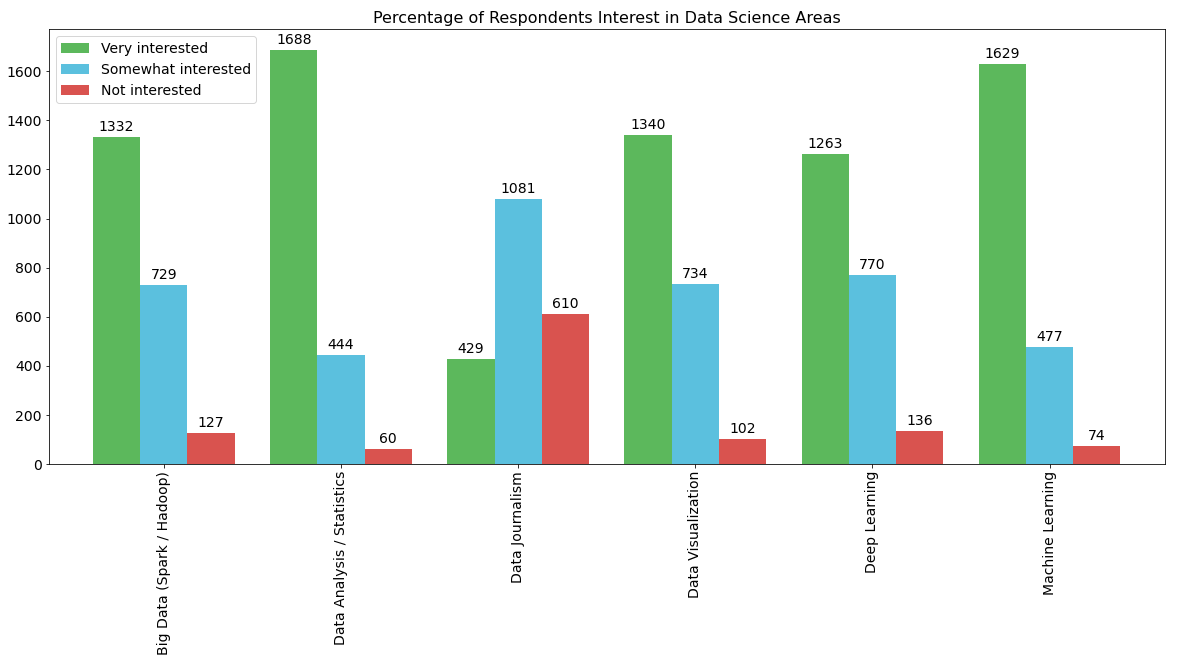 Percentage of Respondents Interest in Data Science Areas
Very interested
Somewhat interested
Not interested
1600
1400
1200
1000
800
600
400
200
0
1332
729
127
1688
444
60
429
1081
610
1340
734
102
1263
770
136
1629
477
74
Big Data (Spark / Hadoop)
Data Analysis / Statistics
Data Journalism
Data Visualization
Deep Learning
Machine Learning